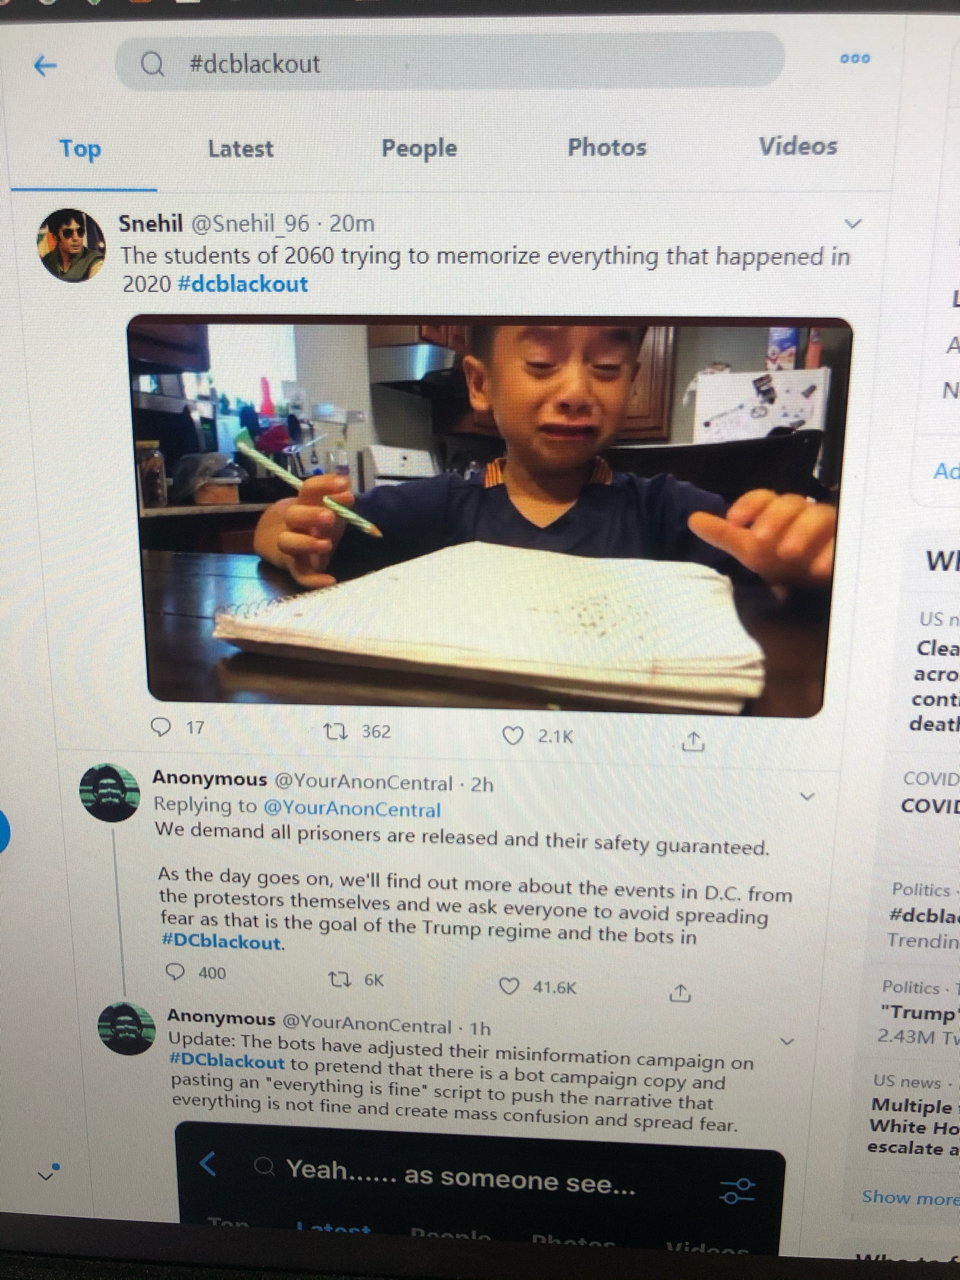 #dcblackout
Top Latest People Photos Videos
Snehil @Snehil_96 · 20m
The students of 2060 trying to memorize everything that happened in
2020 #dcblackout
17 362 2.1K
Anonymous @YourAnonCentral · 2h
Replying to @YourAnonCentral
We demand all prisoners are released and their safety guaranteed.
As the day goes on, we'll find out more about the events in D.C. from
the protestors themselves and we ask everyone to avoid spreading
fear as that is the goal of the Trump regime and the bots in
#DCblackout.
400 6K 41.6K
Anonymous @YourAnonCentral · 1h
Update: The bots have adjusted their misinformation campaign on
#DCblackout to pretend that there is a bot campaign copy and
pasting an "everything is fine" script to push the narrative that
everything is not fine and create mass confusion and spread fear.
Yeah...... as someone see...
Top Latest People Photos Videos
L
A
N
Ad
Wh
US n
Clea
acro
conti
death
COVID
COVID
Politics ·
#dcblac
Trendin
Politics · T
"Trump"
2.43M Tw
US news ·
Multiple
White Ho
escalate a
Show more
Who to f